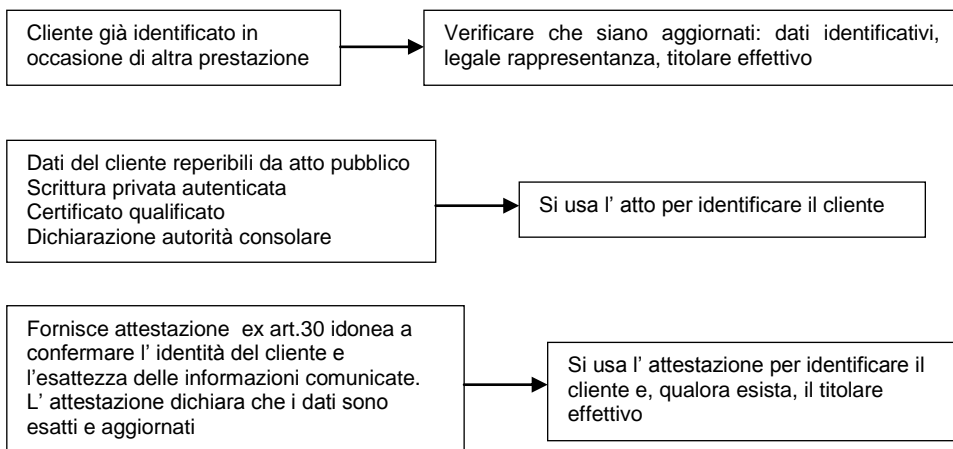 Cliente già identificato in
occasione di altra prestazione
Verificare che siano aggiornati: dati identificativi,
legale rappresentanza, titolare effettivo
Dati del cliente reperibili da atto pubblico
Scrittura privata autenticata
Certificato qualificato
Dichiarazione autorità consolare
Si usa l' atto per identificare il cliente
Fornisce attestazione ex art.30 idonea a
confermare l' identità del cliente e
l'esattezza delle informazioni comunicate.
L' attestazione dichiara che i dati sono
esatti e aggiornati
Si usa l' attestazione per identificare il
cliente e, qualora esista, il titolare
effettivo